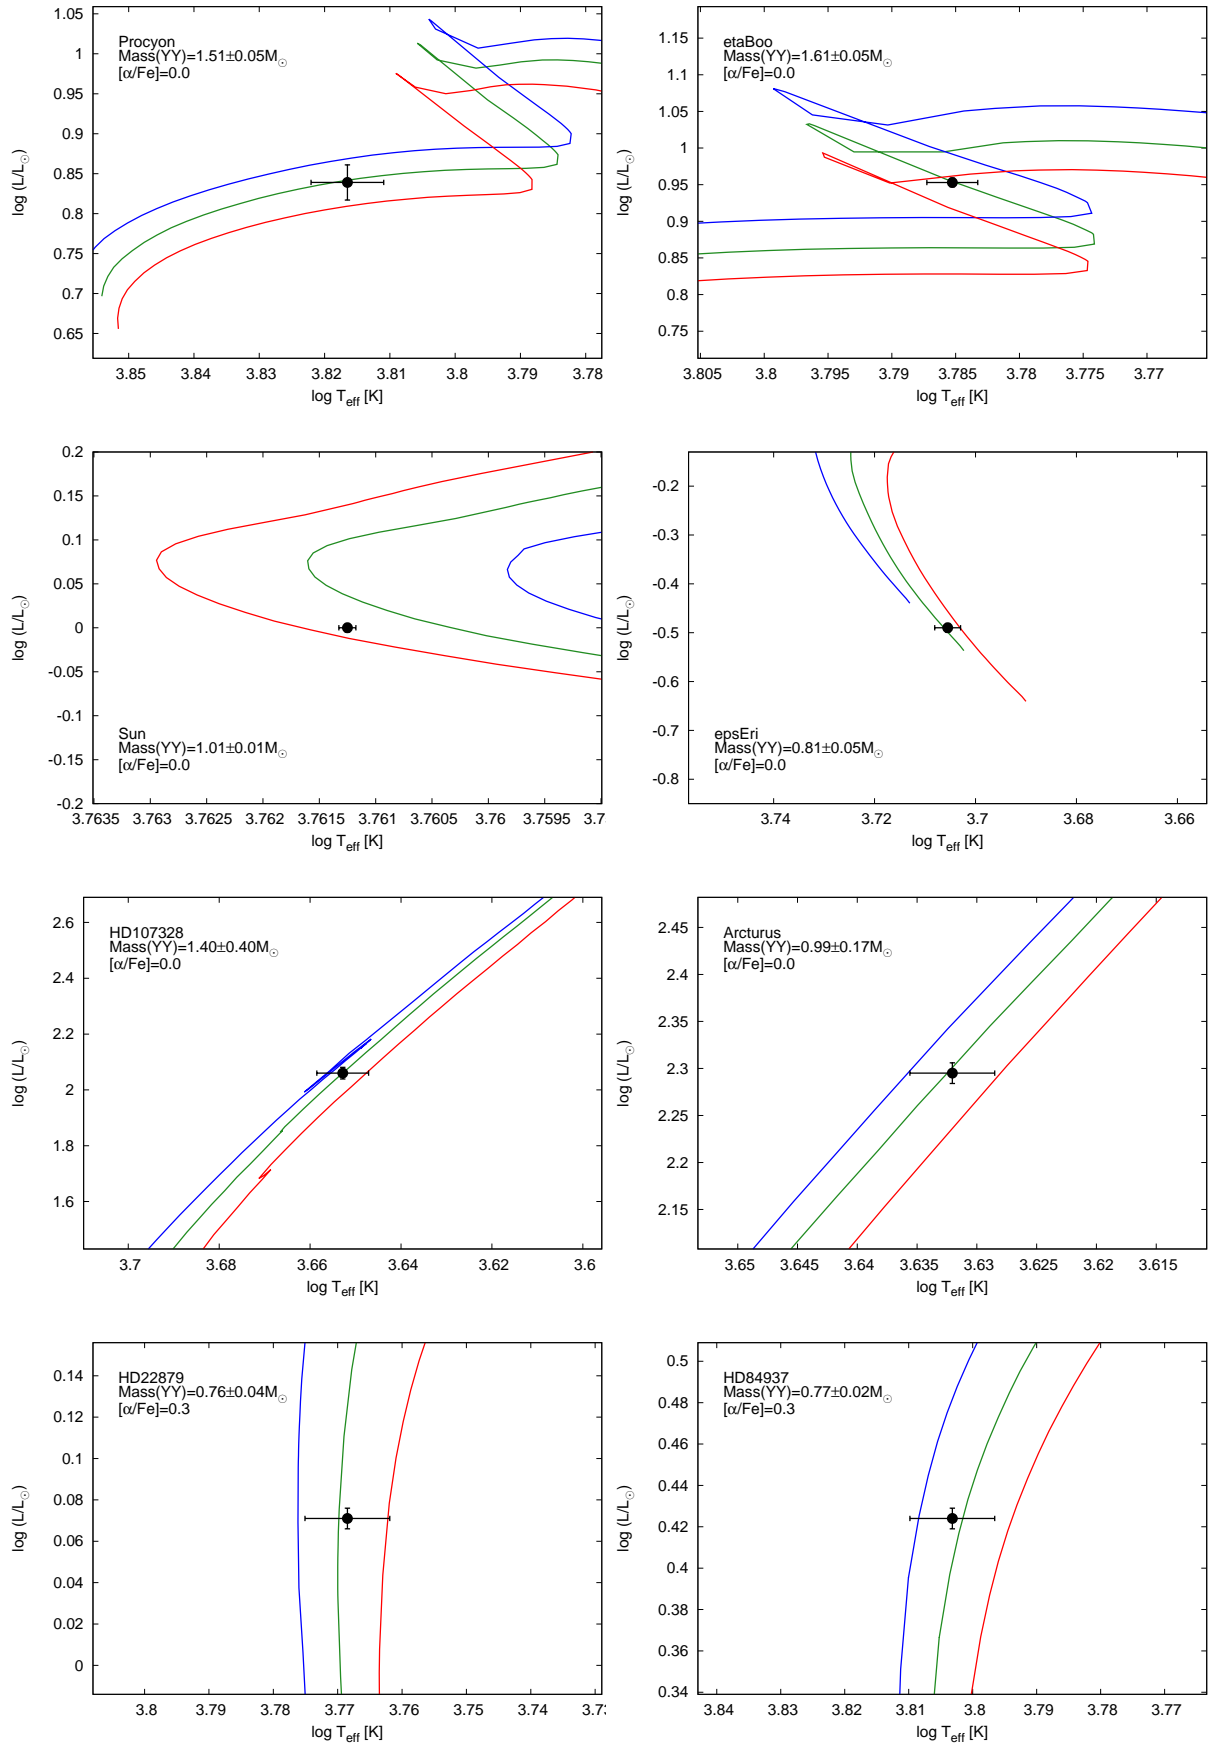 Procyon
Mass(YY)=1.51±0.05M☉
[α/Fe]=0.0
1.05
1
0.95
0.9
0.85
0.8
0.75
0.7
0.65
log (L/L☉)
3.85 3.84 3.83 3.82 3.81 3.8 3.79 3.78
log Teff [K]
etaBoo
Mass(YY)=1.61±0.05M☉
[α/Fe]=0.0
1.15
1.1
1.05
1
0.95
0.9
0.85
0.8
0.75
log (L/L☉)
3.805 3.8 3.795 3.79 3.785 3.78 3.775 3.77
log Teff [K]
0.2
0.15
0.1
0.05
0
-0.05
-0.1
-0.15
-0.2
log (L/L☉)
Sun
Mass(YY)=1.01±0.01M☉
[α/Fe]=0.0
3.7635 3.763 3.7625 3.762 3.7615 3.761 3.7605 3.76 3.7595
log Teff [K]
-0.2
-0.3
-0.4
-0.5
-0.6
-0.7
-0.8
log (L/L☉)
epsEri
Mass(YY)=0.81±0.05M☉
[α/Fe]=0.0
3.74 3.72 3.7 3.68 3.66
log Teff [K]
HD107328
Mass(YY)=1.40±0.40M☉
[α/Fe]=0.0
2.6
2.4
2.2
2
1.8
1.6
log (L/L☉)
3.7 3.68 3.66 3.64 3.62 3.6
log Teff [K]
Arcturus
Mass(YY)=0.99±0.17M☉
[α/Fe]=0.0
2.45
2.4
2.35
2.3
2.25
2.2
2.15
log (L/L☉)
3.65 3.645 3.64 3.635 3.63 3.625 3.62 3.615
log Teff [K]
HD22879
Mass(YY)=0.76±0.04M☉
[α/Fe]=0.3
0.14
0.12
0.1
0.08
0.06
0.04
0.02
0
log (L/L☉)
3.8 3.79 3.78 3.77 3.76 3.75 3.74
log Teff [K]
HD84937
Mass(YY)=0.77±0.02M☉
[α/Fe]=0.3
0.5
0.48
0.46
0.44
0.42
0.4
0.38
0.36
0.34
log (L/L☉)
3.84 3.83 3.82 3.81 3.8 3.79 3.78 3.77
log Teff [K]